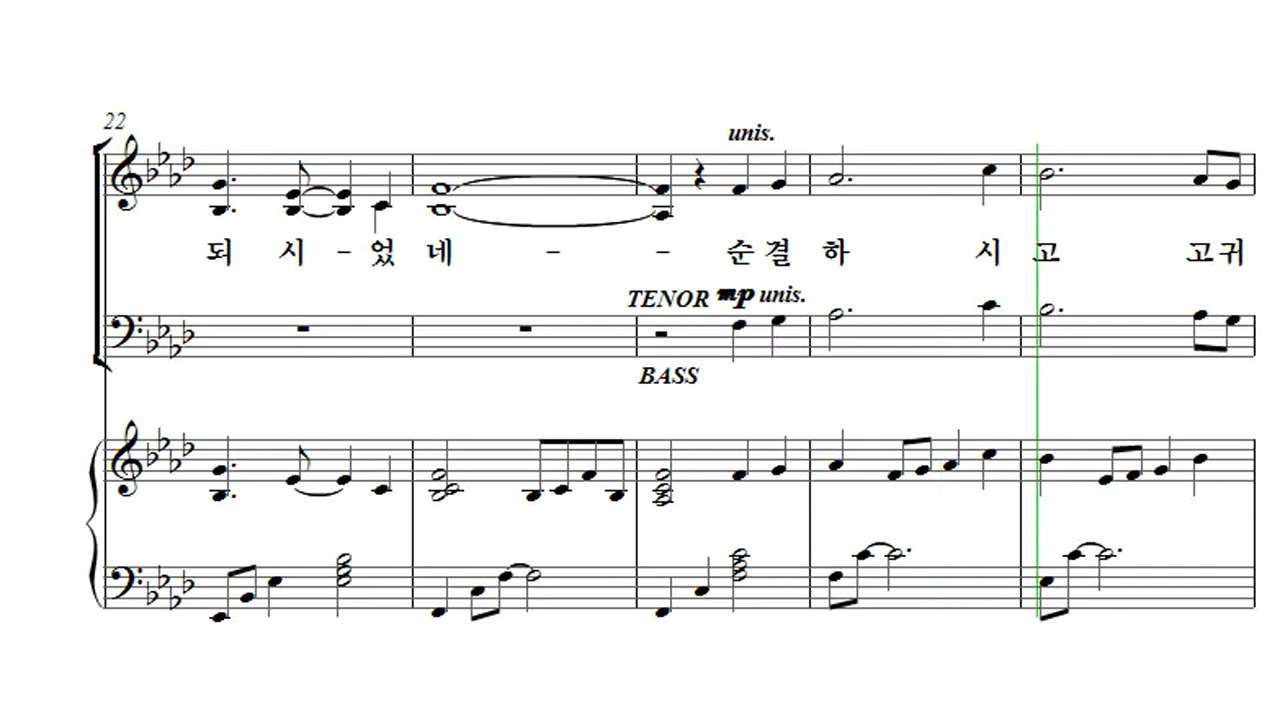 22
unis.
되 시 - 었 네 - - 순 결 하 시 고 고 귀
TENOR mp unis.
BASS